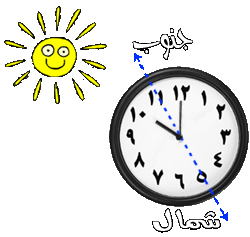 جنوب
١١ ١٢ ١
١٠ ٢
٩ ٣
٨ ٤
٧ ٦ ٥
شمال